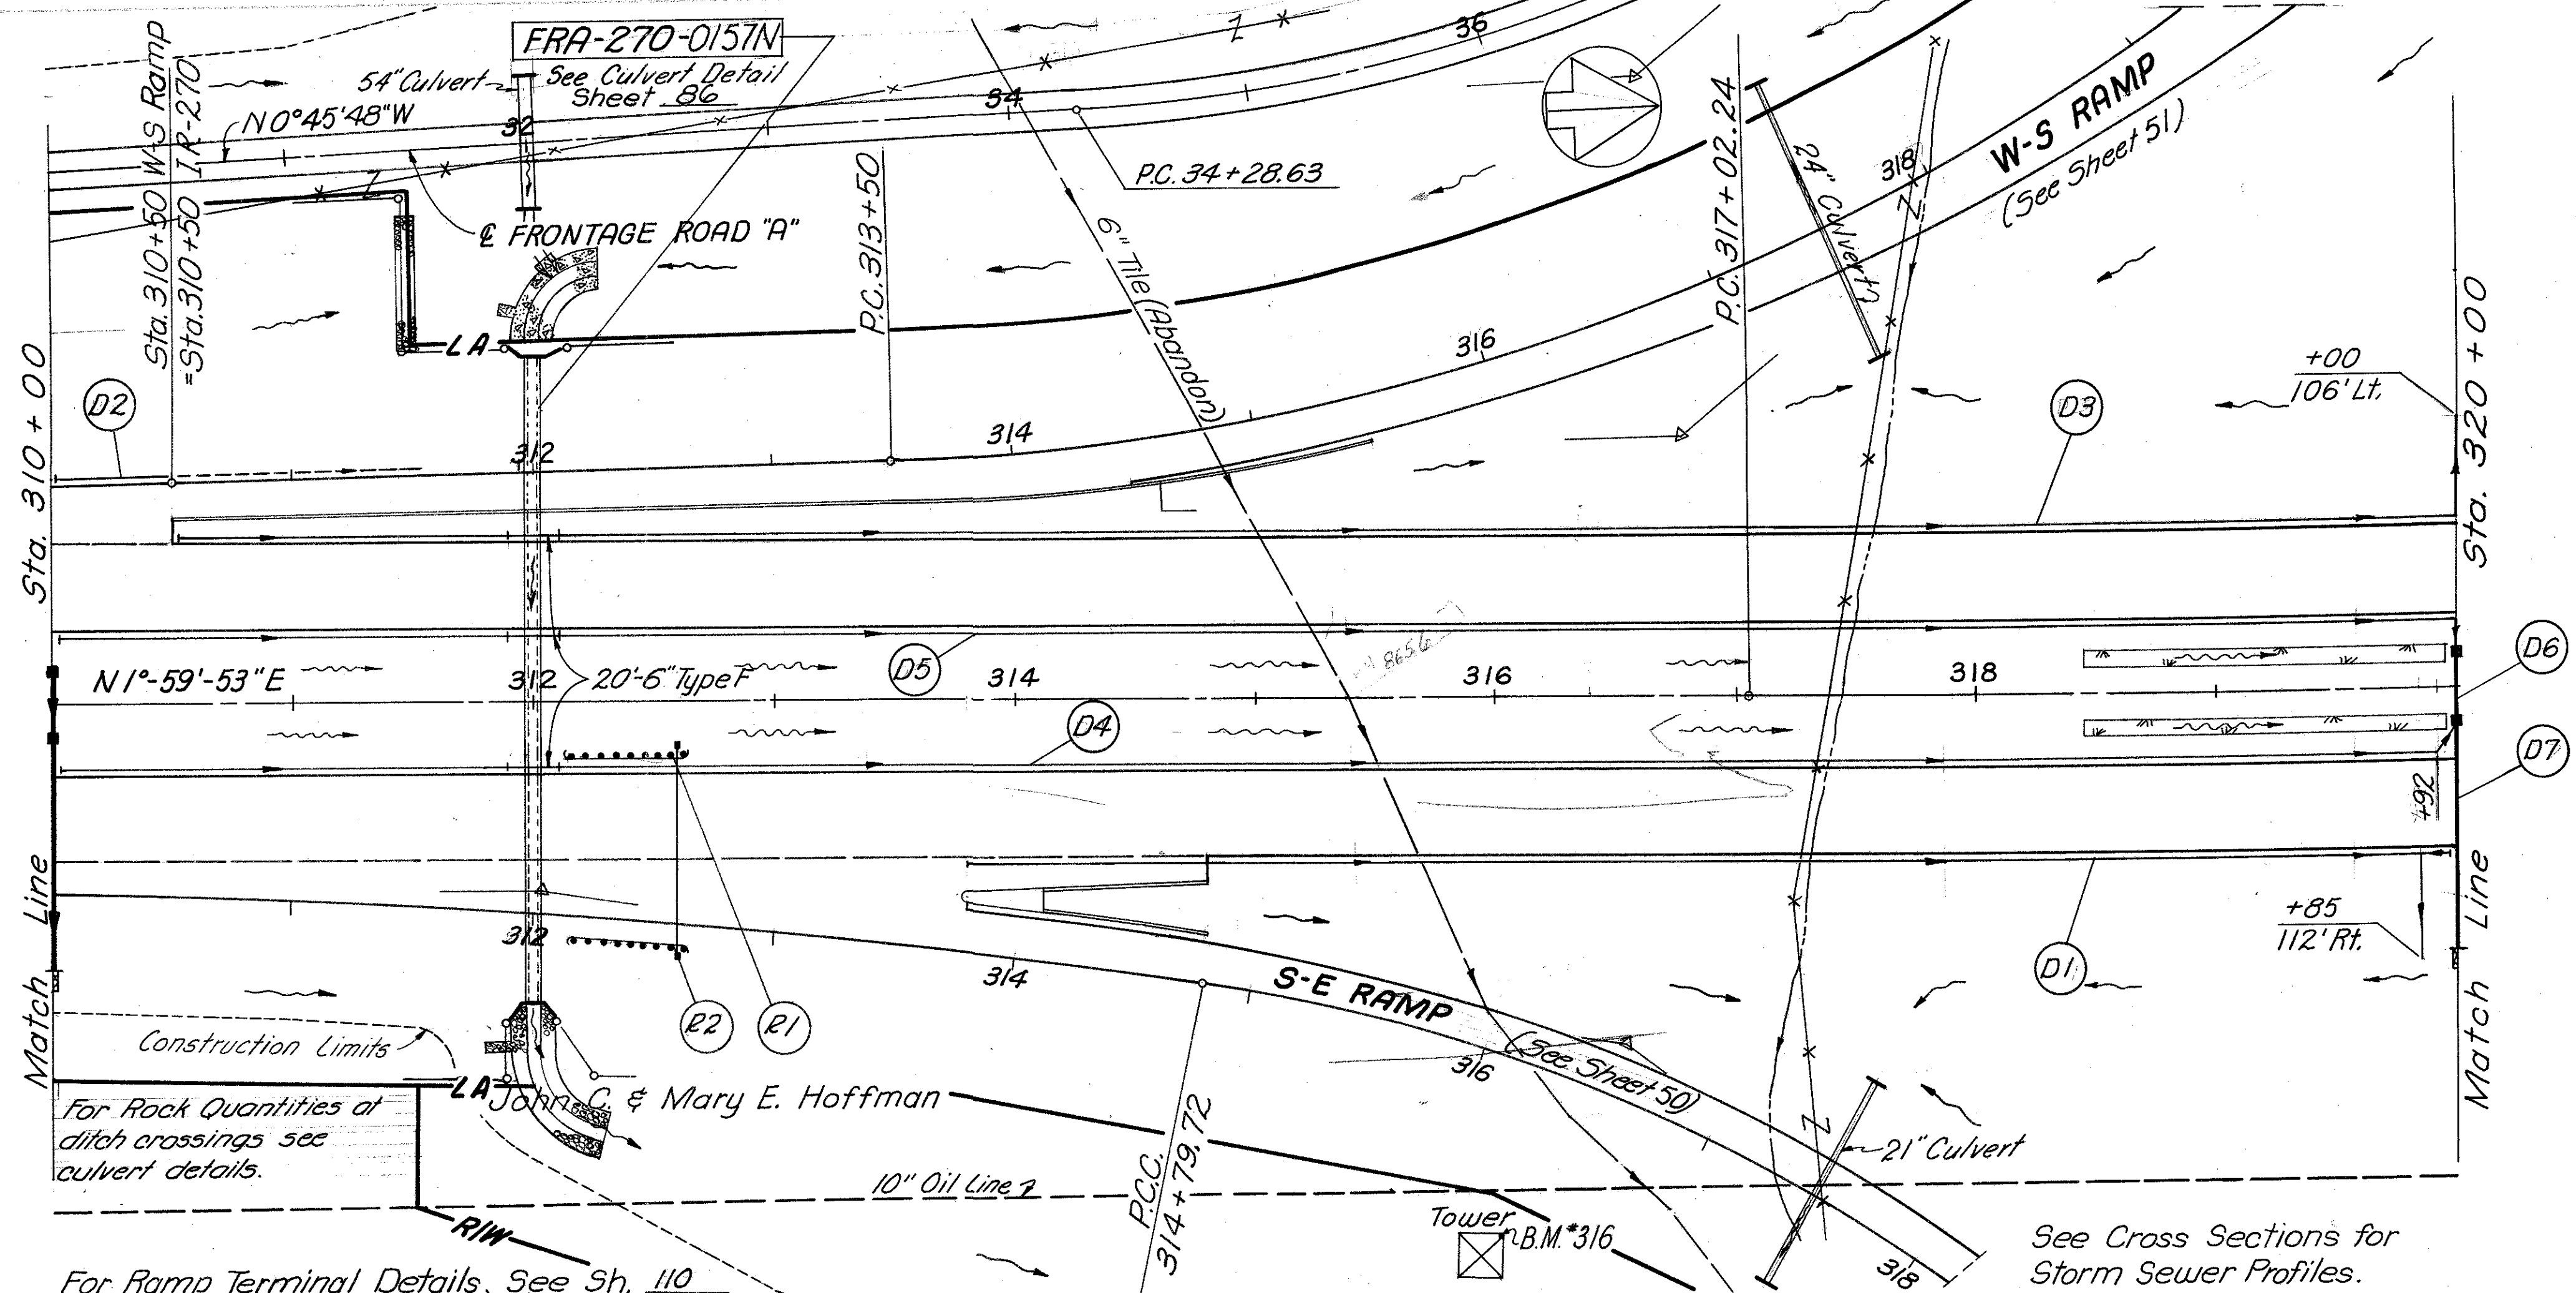 FRA-270-0157N
54" Culvert
See Culvert Detail
Sheet 86
N 0°45'48" W
Sta. 310+50 W-S Ramp
=Sta. 310+50 I.R-270
32
34
36
P.C. 34+28.63
℄ FRONTAGE ROAD "A"
P.C. 313+50
6" Tile (Abandon)
P.C. 317+02.24
24" Culvert
318
W-S RAMP
(See Sheet 51)
LA
316
+00
106' Lt.
Sta. 310+00
Sta. 320+00
D2
D3
312
314
N 1°-59'-53" E
312
20'-6" Type F
D5
314
865.6
316
318
D6
D4
D7
+92
312
314
R2
R1
S-E RAMP
(See Sheet 50)
316
+85
112' Rt.
D1
Match Line
Match Line
Construction Limits
LA
John C. & Mary E. Hoffman
For Rock Quantities at
ditch crossings see
culvert details.
10" Oil Line
P.C.C.
314+79.72
21" Culvert
R/W
Tower
B.M. #316
318
See Cross Sections for
Storm Sewer Profiles.
For Ramp Terminal Details, See Sh. 110